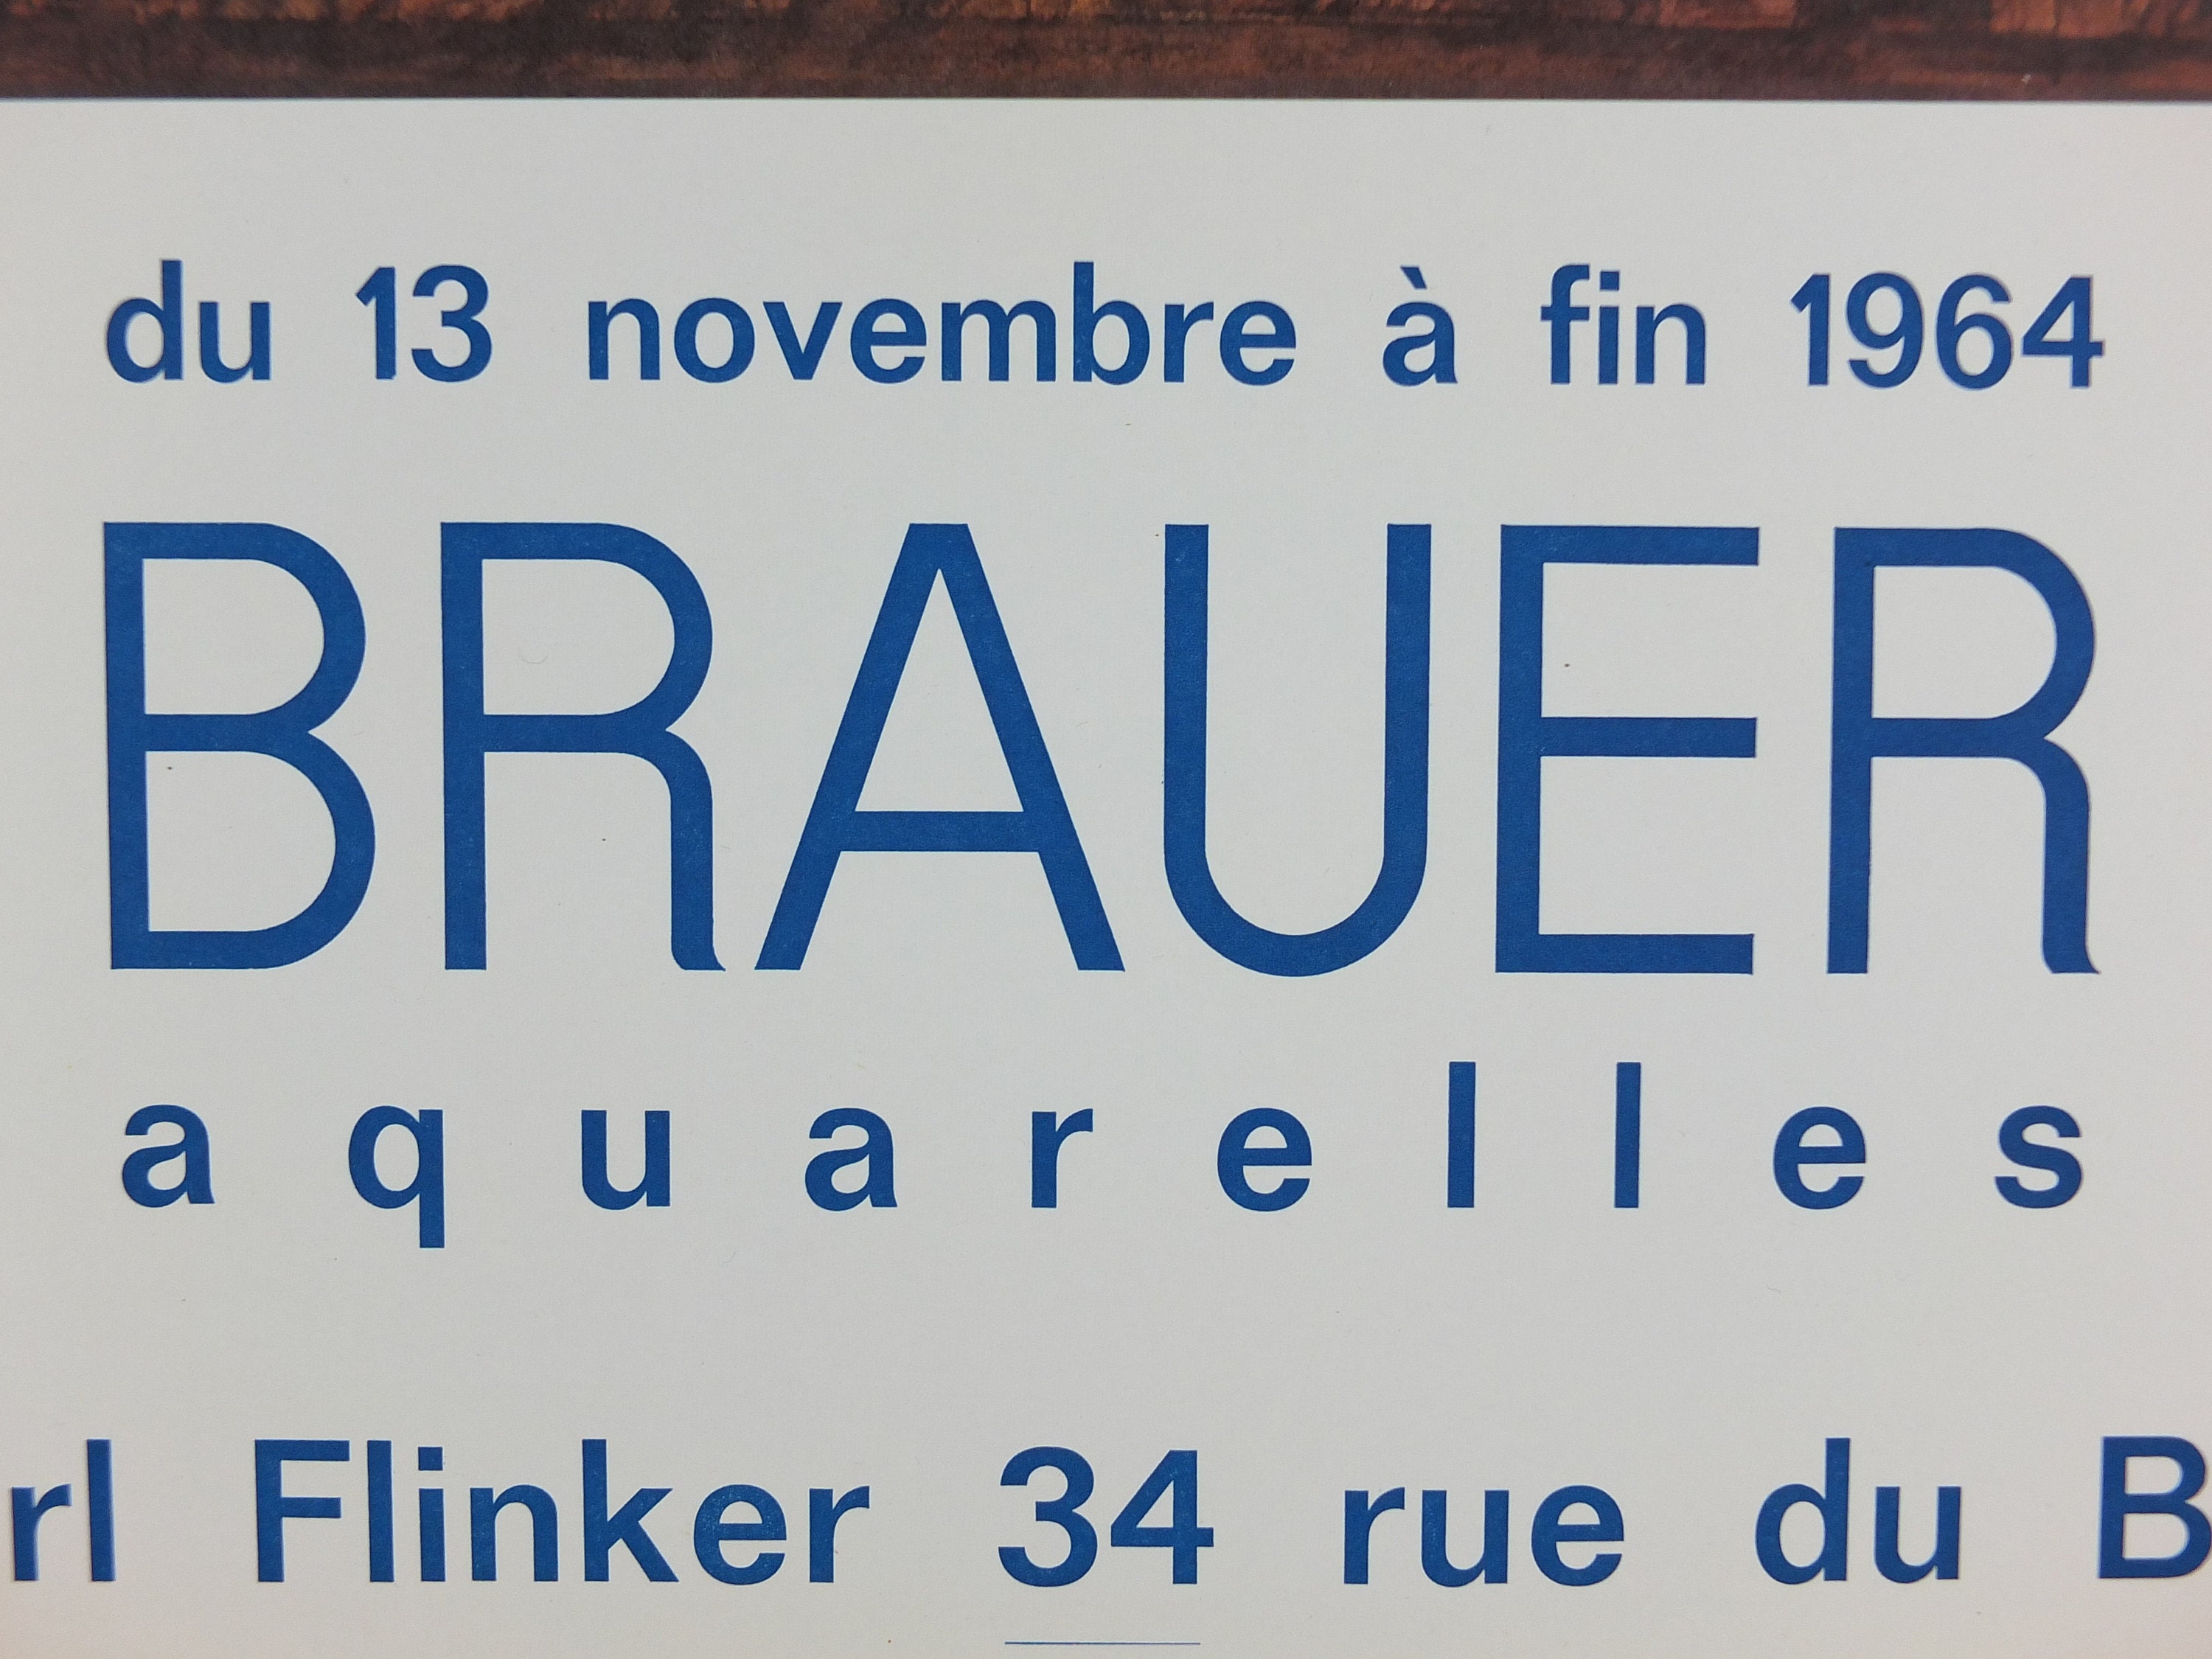 du 13 novembre à fin 1964
BRAUER
aquarelles
rl Flinker 34 rue du B